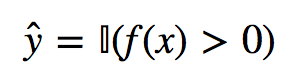 ŷ = 𝕀(f(x) > 0)